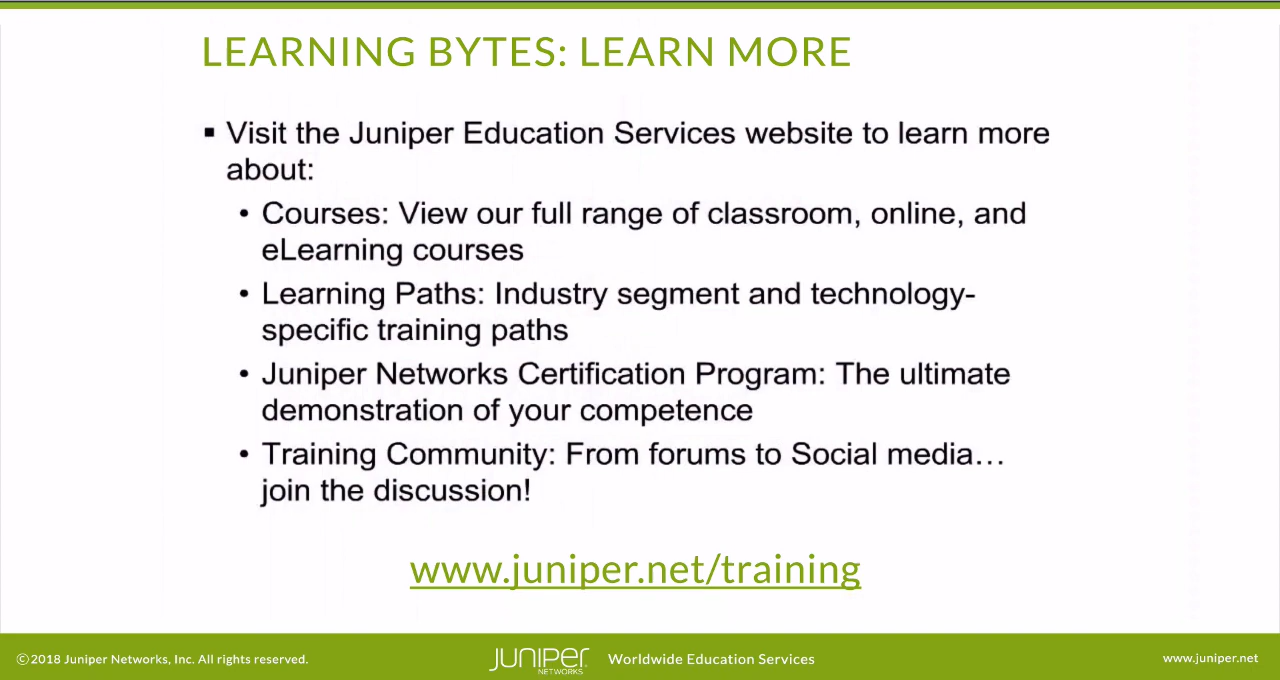 LEARNING BYTES: LEARN MORE
▪ Visit the Juniper Education Services website to learn more
about:
• Courses: View our full range of classroom, online, and
eLearning courses
• Learning Paths: Industry segment and technology-
specific training paths
• Juniper Networks Certification Program: The ultimate
demonstration of your competence
• Training Community: From forums to Social media…
join the discussion!
www.juniper.net/training
©2018 Juniper Networks, Inc. All rights reserved.
JUNIPER
NETWORKS
Worldwide Education Services
www.juniper.net